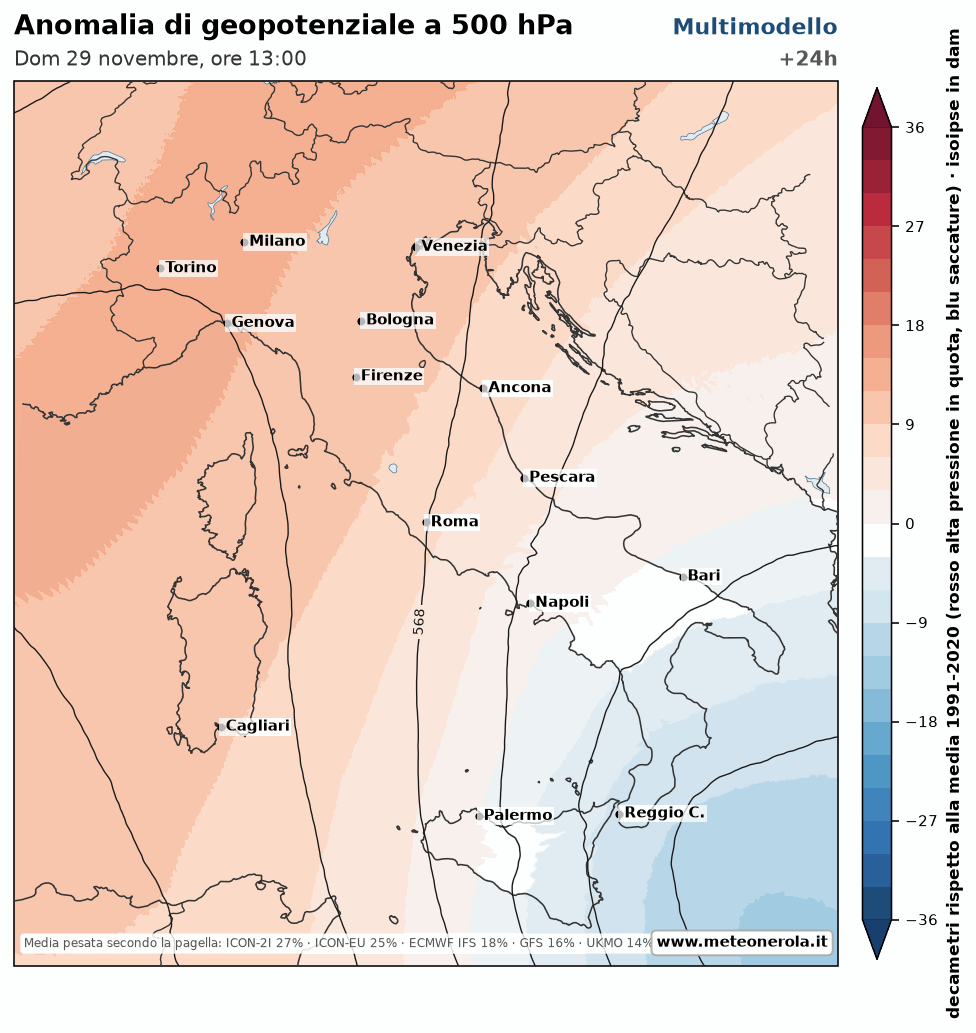 Anomalia di geopotenziale a 500 hPa
Multimodello
Dom 29 novembre, ore 13:00
+24h
Milano
Venezia
Torino
Genova
Bologna
Firenze
Ancona
Pescara
Roma
Bari
Napoli
568
Cagliari
Palermo
Reggio C.
Media pesata secondo la pagella: ICON-2I 27% · ICON-EU 25% · ECMWF IFS 18% · GFS 16% · UKMO 14%
www.meteonerola.it
36
27
18
9
0
−9
−18
−27
−36
decametri rispetto alla media 1991-2020 (rosso alta pressione in quota, blu saccature) · isoipse in dam